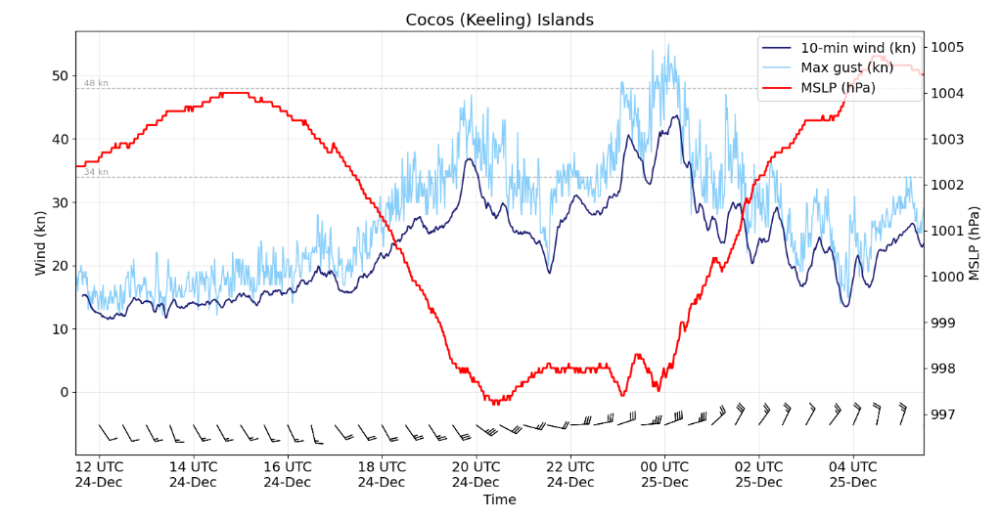 Cocos (Keeling) Islands
10-min wind (kn)
Max gust (kn)
MSLP (hPa)
48 kn
34 kn
Wind (kn)
50
40
30
20
10
0
MSLP (hPa)
1005
1004
1003
1002
1001
1000
999
998
997
12 UTC
24-Dec
14 UTC
24-Dec
16 UTC
24-Dec
18 UTC
24-Dec
20 UTC
24-Dec
22 UTC
24-Dec
00 UTC
25-Dec
02 UTC
25-Dec
04 UTC
25-Dec
Time